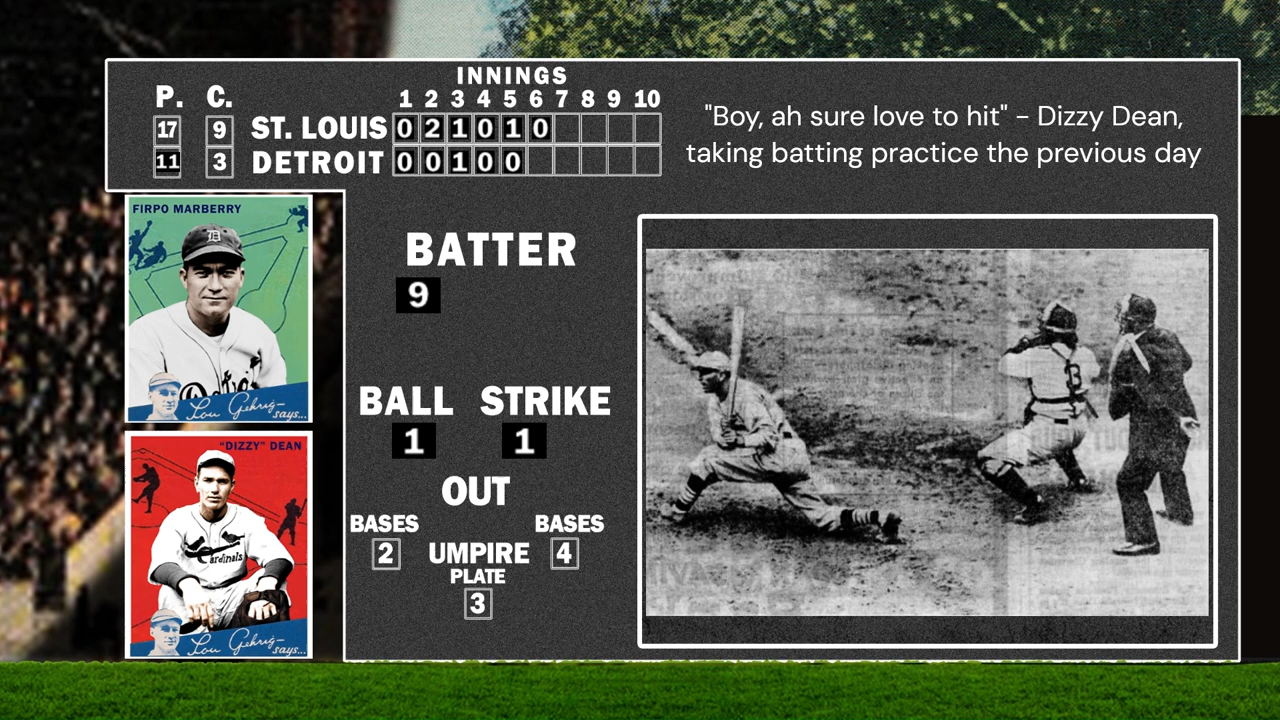 INNINGS
P. C. 1 2 3 4 5 6 7 8 9 10
17 9 ST. LOUIS 0 2 1 0 1 0
11 3 DETROIT 0 0 1 0 0
"Boy, ah sure love to hit" - Dizzy Dean,
taking batting practice the previous day
FIRPO MARBERRY
D
Lou Gehrig—
says...
"DIZZY" DEAN
Cardinals
Lou Gehrig—
says...
BATTER
9
BALL STRIKE
1 1
OUT
BASES BASES
2 UMPIRE 4
PLATE
3